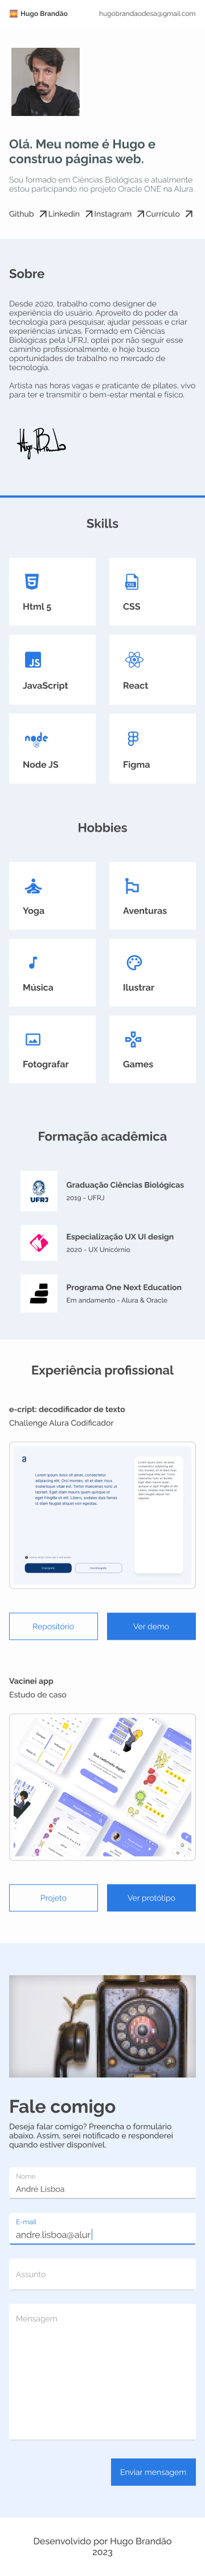 Hugo Brandão
hugobrandaodesa@gmail.com
Olá. Meu nome é Hugo e
construo páginas web.
Sou formado em Ciências Biológicas e atualmente
estou participando no projeto Oracle ONE na Alura.
Github
Linkedin
Instagram
Currículo
Sobre
Desde 2020, trabalho como designer de
experiência do usuário. Aproveito do poder da
tecnologia para pesquisar, ajudar pessoas e criar
experiências únicas. Formado em Ciências
Biológicas pela UFRJ, optei por não seguir esse
caminho profissionalmente, e hoje busco
oportunidades de trabalho no mercado de
tecnologia.
Artista nas horas vagas e praticante de pilates, vivo
para ter e transmitir o bem-estar mental e físico.
Skills
Html 5
CSS
JavaScript
React
Node JS
Figma
Hobbies
Yoga
Aventuras
Música
Ilustrar
Fotografar
Games
Formação acadêmica
UFRJ
Graduação Ciências Biológicas
2019 - UFRJ
Especialização UX UI design
2020 - UX Unicórnio
Programa One Next Education
Em andamento - Alura & Oracle
Experiência profissional
e-cript: decodificador de texto
Challenge Alura Codificador
Repositório
Ver demo
Vacinei app
Estudo de caso
Projeto
Ver protótipo
Fale comigo
Deseja falar comigo? Preencha o formulário
abaixo. Assim, serei notificado e responderei
quando estiver disponível.
Nome
André Lisboa
E-mail
andre.lisboa@alur
Assunto
Mensagem
Enviar mensagem
Desenvolvido por Hugo Brandão
2023